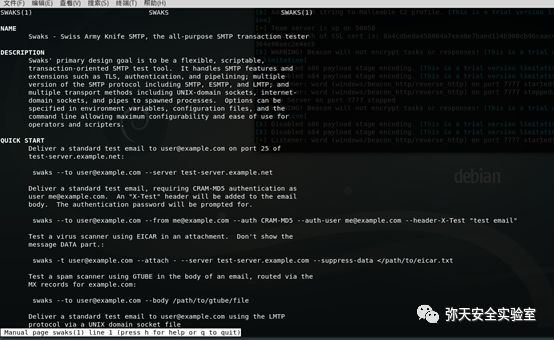 文件(F) 编辑(E) 查看(V) 搜索(S) 终端(T) 帮助(H)
SWAKS(1) SWAKS SWAKS(1)
NAME
Swaks - Swiss Army Knife SMTP, the all-purpose SMTP transaction tester
DESCRIPTION
Swaks' primary design goal is to be a flexible, scriptable,
transaction-oriented SMTP test tool. It handles SMTP features and
extensions such as TLS, authentication, and pipelining; multiple
version of the SMTP protocol including SMTP, ESMTP, and LMTP; and
multiple transport methods including UNIX-domain sockets, internet-
domain sockets, and pipes to spawned processes. Options can be
specified in environment variables, configuration files, and the
command line allowing maximum configurability and ease of use for
operators and scripters.
QUICK START
Deliver a standard test email to user@example.com on port 25 of
test-server.example.net:
swaks --to user@example.com --server test-server.example.net
Deliver a standard test email, requiring CRAM-MD5 authentication as
user me@example.com. An "X-Test" header will be added to the email
body. The authentication password will be prompted for.
swaks --to user@example.com --from me@example.com --auth CRAM-MD5 --auth-user me@example.com --header-X-Test "test email"
Test a virus scanner using EICAR in an attachment. Don't show the
message DATA part.:
swaks -t user@example.com --attach - --server test-server.example.com --suppress-data </path/to/eicar.txt
Test a spam scanner using GTUBE in the body of an email, routed via the
MX records for example.com:
swaks --to user@example.com --body /path/to/gtube/file
Deliver a standard test email to user@example.com using the LMTP
protocol via a UNIX domain socket file
Manual page swaks(1) line 1 (press h for help or q to quit)
debian
弥天安全实验室